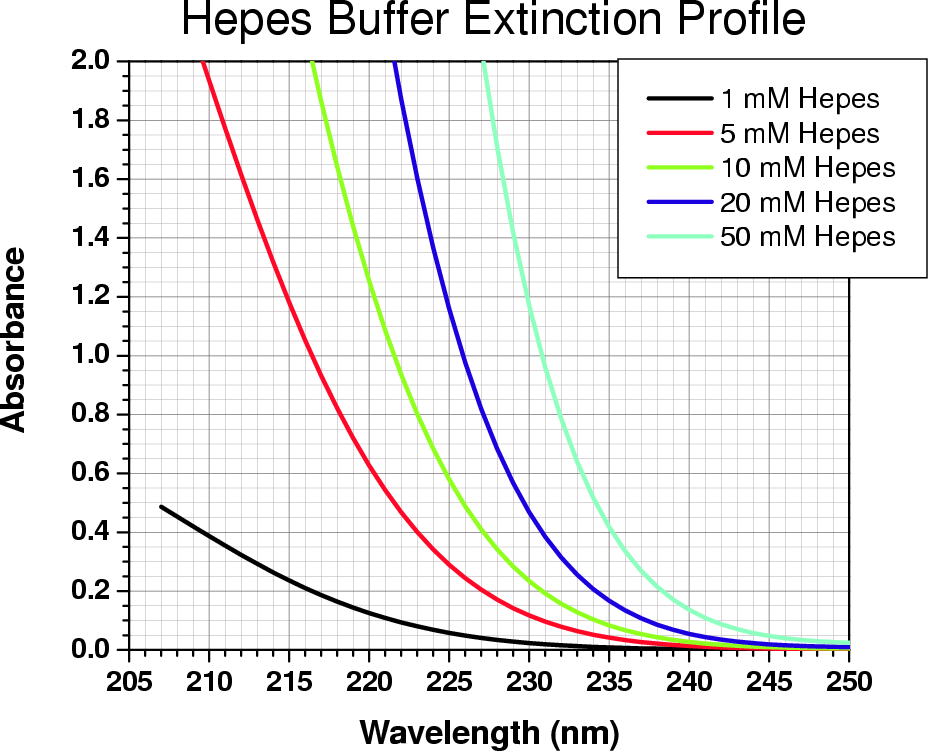 Hepes Buffer Extinction Profile
2.0
1.8
1.6
1.4
1.2
1.0
0.8
0.6
0.4
0.2
0.0
Absorbance
1 mM Hepes
5 mM Hepes
10 mM Hepes
20 mM Hepes
50 mM Hepes
205 210 215 220 225 230 235 240 245 250
Wavelength (nm)